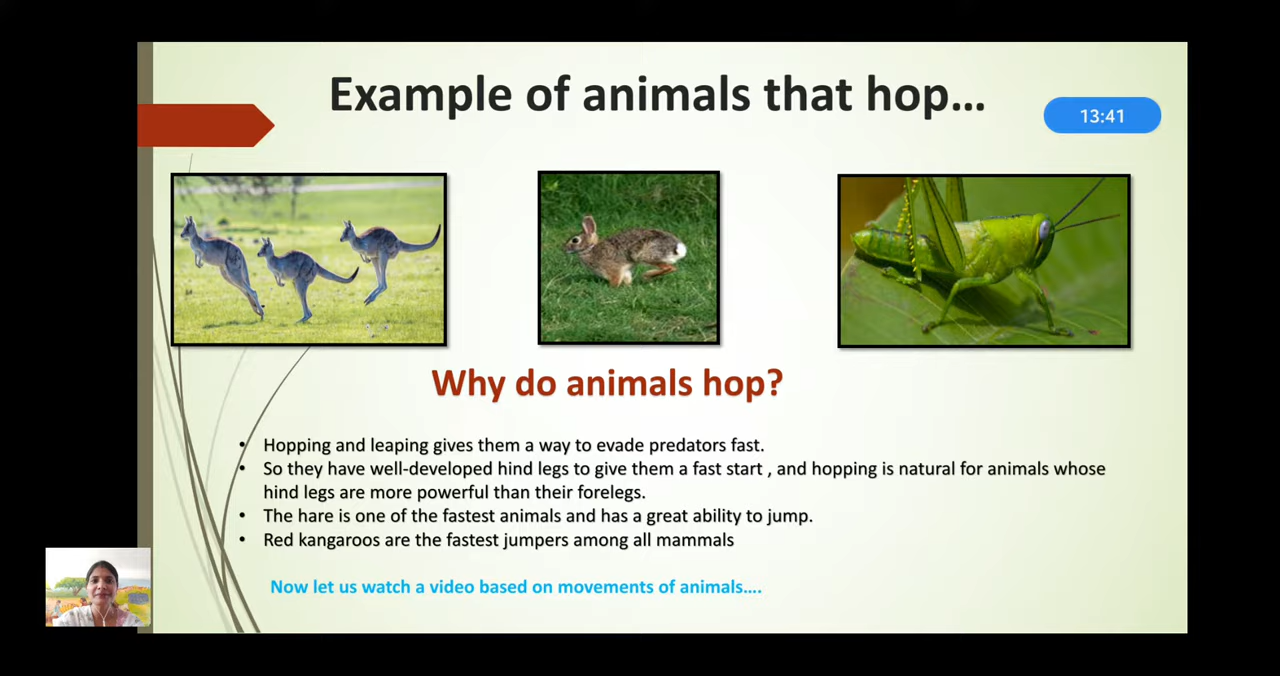 Example of animals that hop...
13:41
Why do animals hop?
• Hopping and leaping gives them a way to evade predators fast.
• So they have well-developed hind legs to give them a fast start , and hopping is natural for animals whose
hind legs are more powerful than their forelegs.
• The hare is one of the fastest animals and has a great ability to jump.
• Red kangaroos are the fastest jumpers among all mammals
Now let us watch a video based on movements of animals....